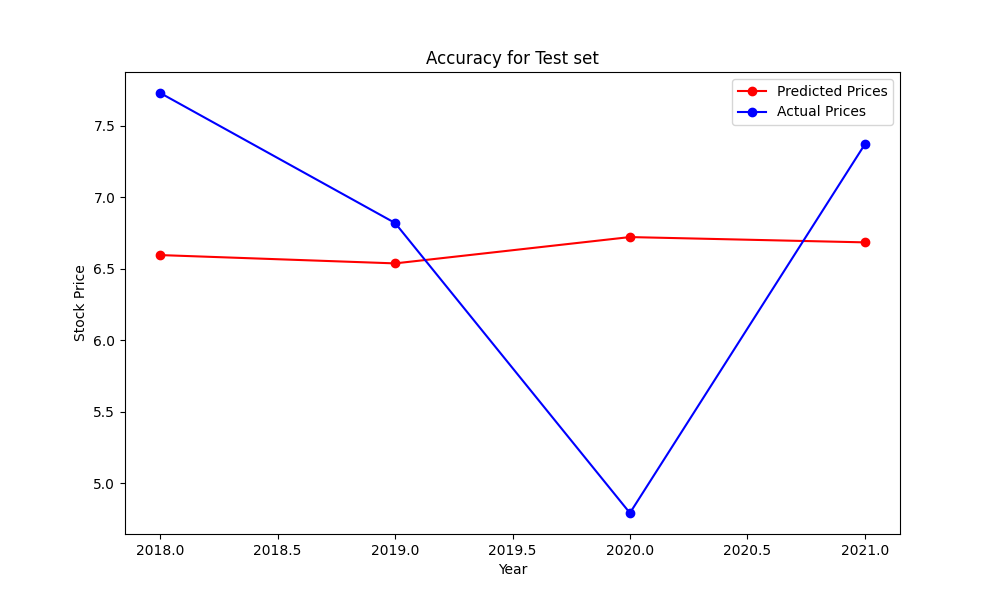 Accuracy for Test set
Predicted Prices
Actual Prices
Stock Price
7.5
7.0
6.5
6.0
5.5
5.0
2018.0 2018.5 2019.0 2019.5 2020.0 2020.5 2021.0
Year